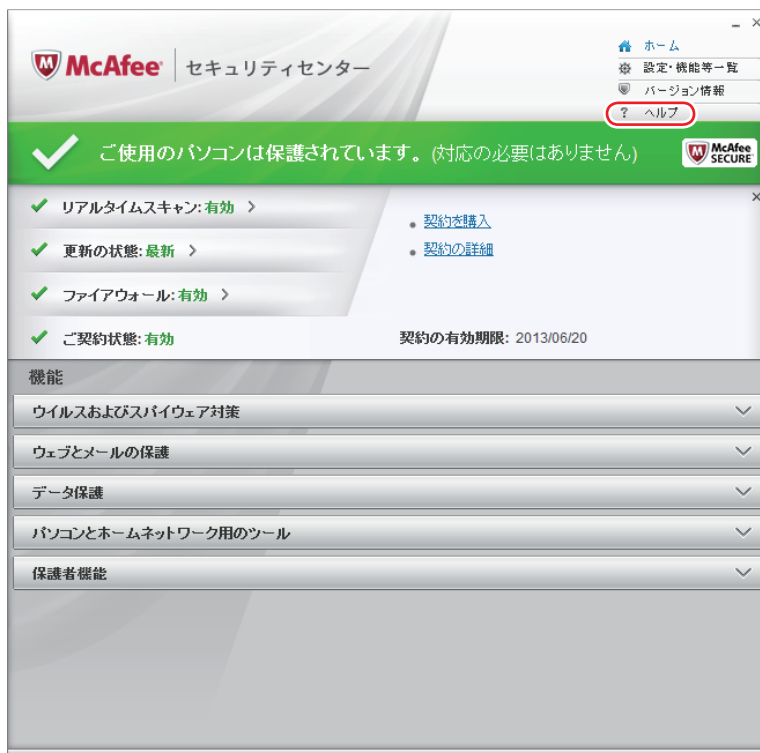 McAfee セキュリティセンター
ホーム
設定・機能等一覧
バージョン情報
? ヘルプ
ご使用のパソコンは保護されています。(対応の必要はありません)
McAfee
SECURE
リアルタイムスキャン:有効 >
更新の状態:最新 >
ファイアウォール:有効 >
ご契約状態:有効
• 契約を購入
• 契約の詳細
契約の有効期限: 2013/06/20
機能
ウイルスおよびスパイウェア対策
ウェブとメールの保護
データ保護
パソコンとホームネットワーク用のツール
保護者機能